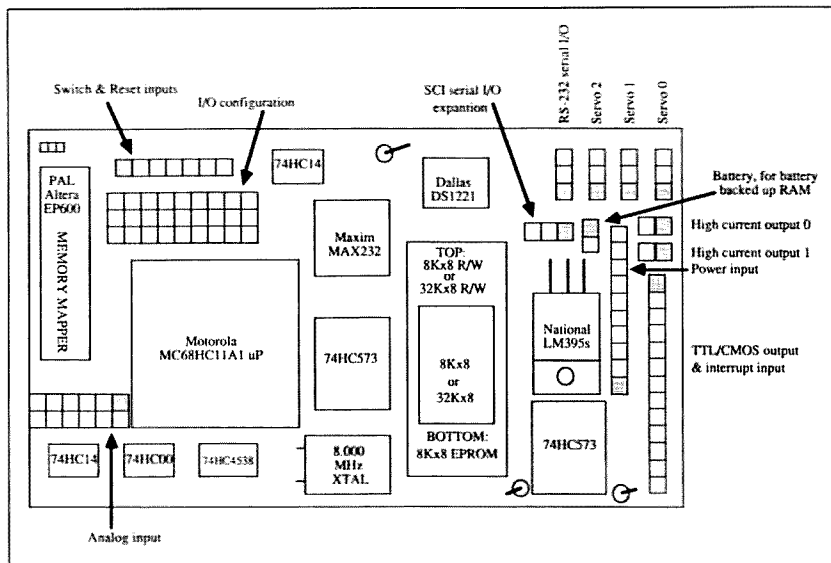 Switch & Reset inputs
I/O configuration
SCI serial I/O
expantion
RS-232 serial I/O
Servo 2
Servo 1
Servo 0
PAL
Altera
EP600
MEMORY MAPPER
74HC14
Dallas
DS1221
Battery, for battery
backed up RAM
High current output 0
High current output 1
Power input
Maxim
MAX232
TOP:
8Kx8 R/W
or
32Kx8 R/W
Motorola
MC68HC11A1 uP
74HC573
8Kx8
or
32Kx8
National
LM395s
TTL/CMOS output
& interrupt input
BOTTOM:
8Kx8 EPROM
74HC573
74HC14
74HC00
74HC4538
8.000
MHz
XTAL
Analog input